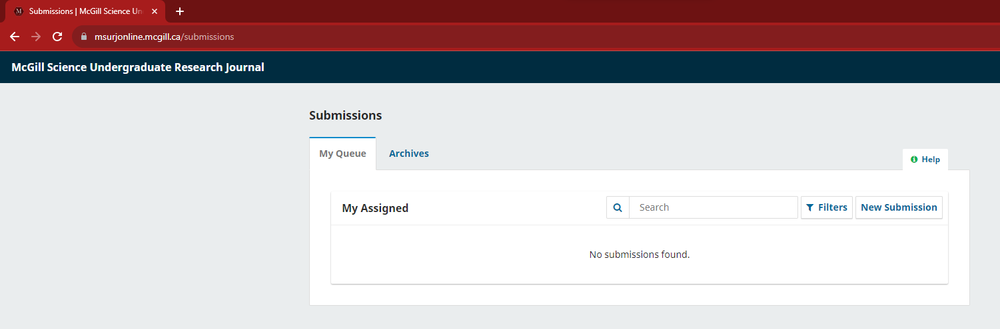 Submissions | McGill Science Un
msurjonline.mcgill.ca/submissions
McGill Science Undergraduate Research Journal
Submissions
My Queue
Archives
Help
My Assigned
Search
Filters
New Submission
No submissions found.